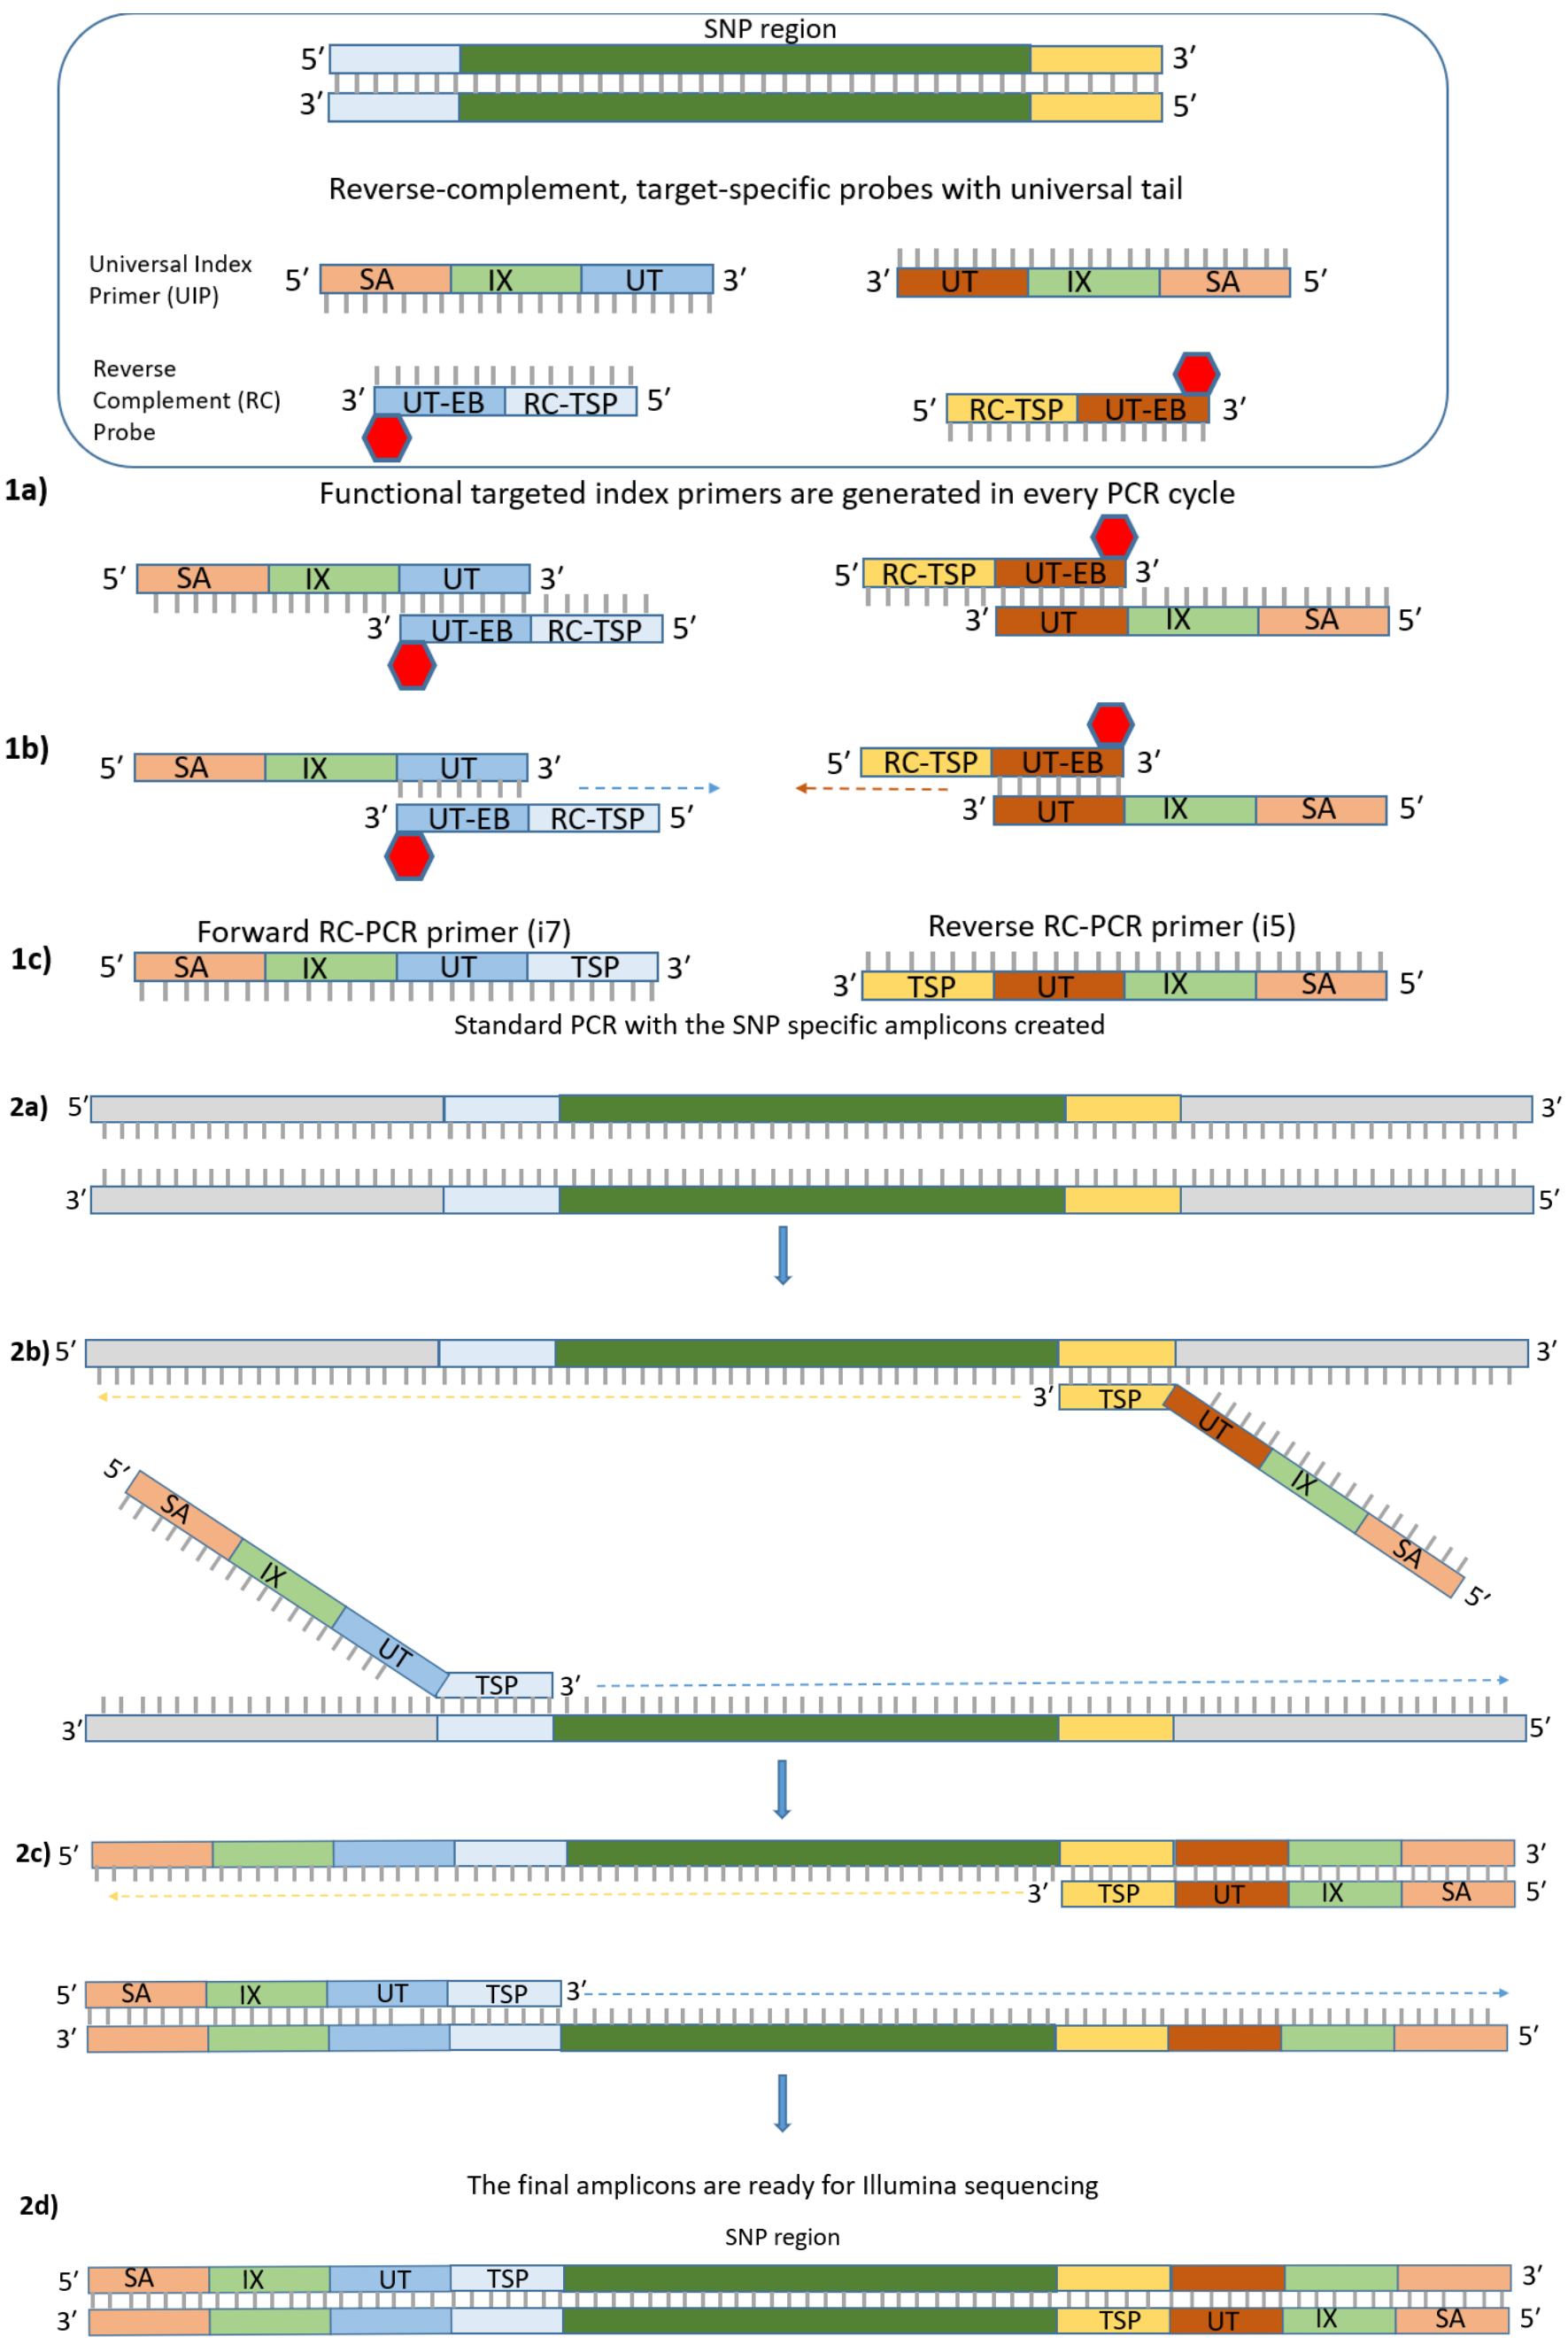 SNP region
5′ 3′
3′ 5′
Reverse-complement, target-specific probes with universal tail
Universal Index
Primer (UIP)
5′ SA IX UT 3′
3′ UT IX SA 5′
Reverse
Complement (RC)
Probe
3′ UT-EB RC-TSP 5′
5′ RC-TSP UT-EB 3′
1a)
Functional targeted index primers are generated in every PCR cycle
5′ SA IX UT 3′
3′ UT-EB RC-TSP 5′
5′ RC-TSP UT-EB 3′
3′ UT IX SA 5′
1b)
5′ SA IX UT 3′
3′ UT-EB RC-TSP 5′
5′ RC-TSP UT-EB 3′
3′ UT IX SA 5′
1c)
Forward RC-PCR primer (i7)
5′ SA IX UT TSP 3′
Reverse RC-PCR primer (i5)
3′ TSP UT IX SA 5′
Standard PCR with the SNP specific amplicons created
2a) 5′ 3′
3′ 5′
2b) 5′ 3′
3′ TSP UT IX SA 5′
5′ SA IX UT TSP 3′
3′ 5′
2c) 5′ 3′
3′ TSP UT IX SA 5′
5′ SA IX UT TSP 3′
3′ 5′
The final amplicons are ready for Illumina sequencing
2d)
SNP region
5′ SA IX UT TSP 3′
3′ TSP UT IX SA 5′